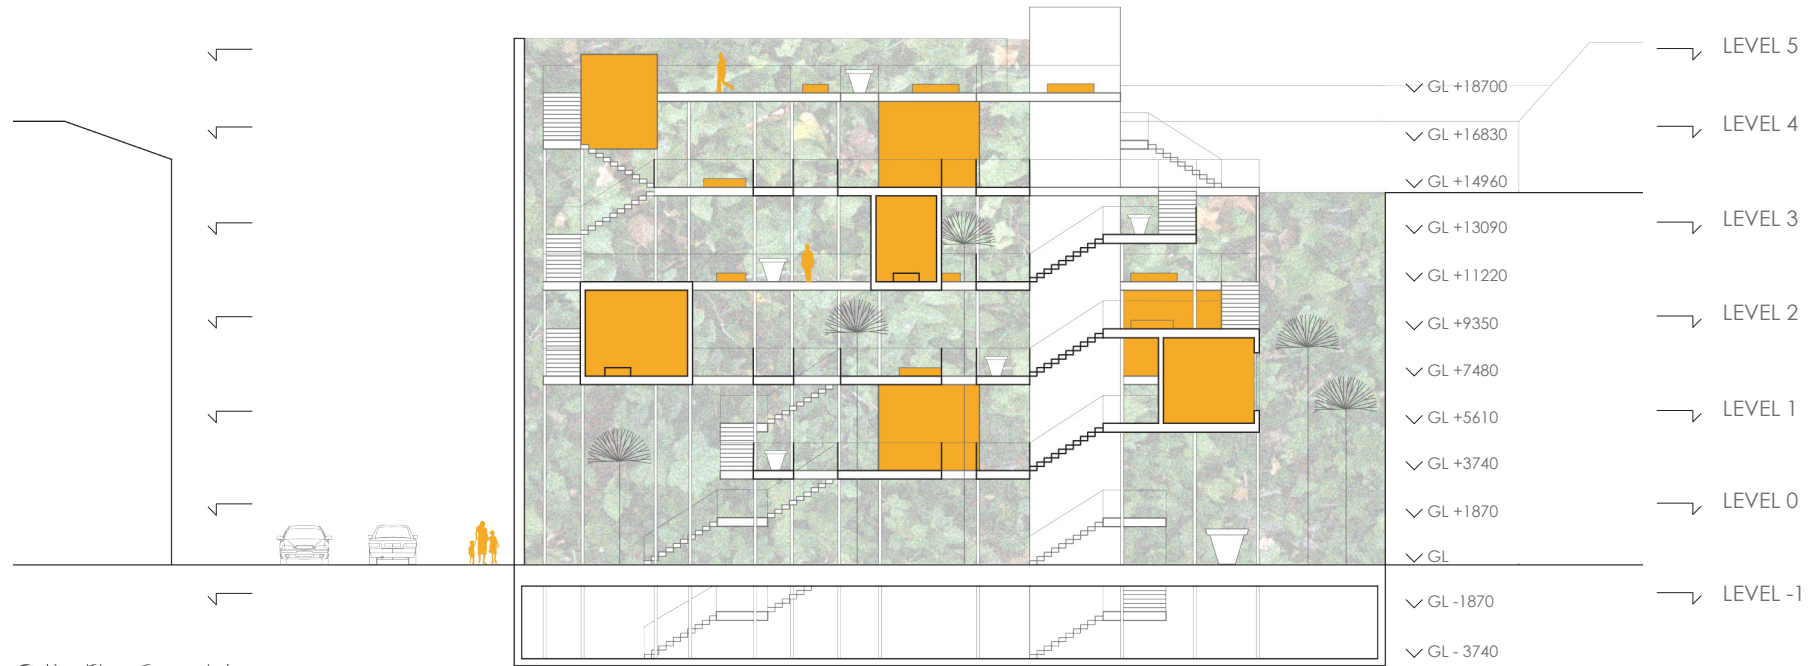 LEVEL 5
GL +18700
LEVEL 4
GL +16830
GL +14960
LEVEL 3
GL +13090
GL +11220
LEVEL 2
GL +9350
GL +7480
LEVEL 1
GL +5610
GL +3740
LEVEL 0
GL +1870
GL
LEVEL -1
GL -1870
GL - 3740